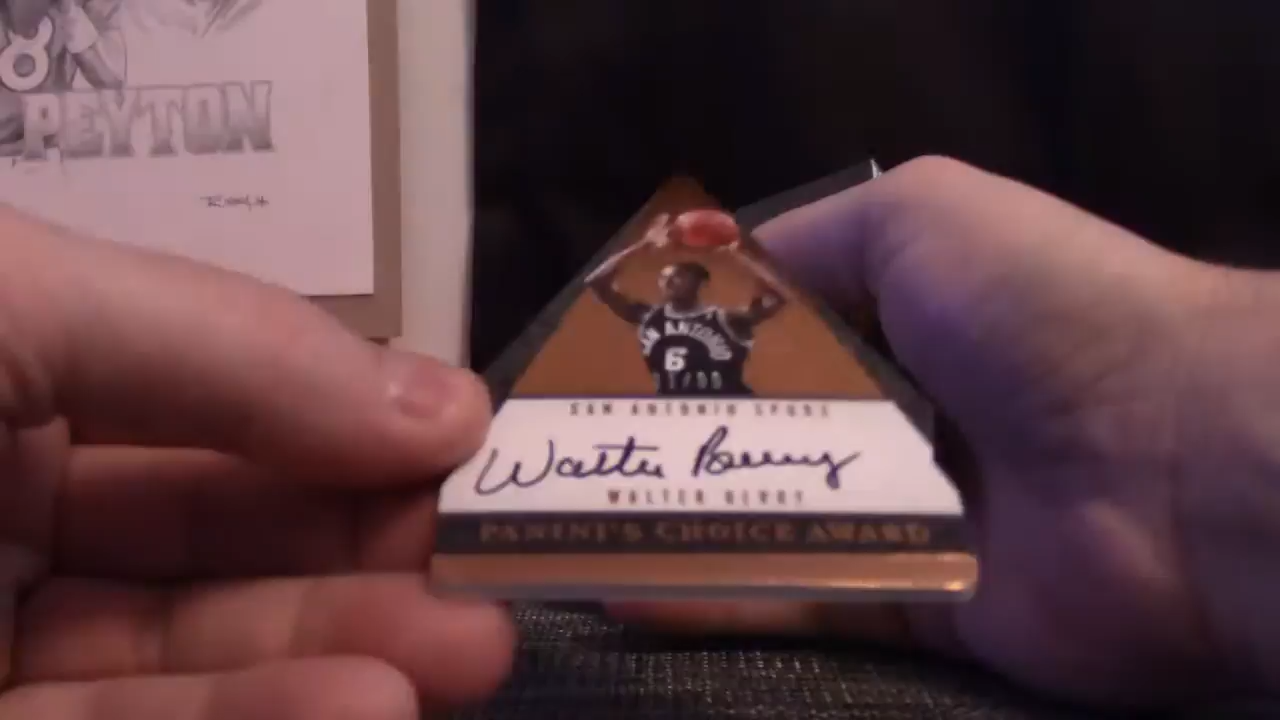 PEYTON
SAN ANTONIO
6
SAN ANTONIO SPURS
Walter Berry
WALTER BERRY
PANINI'S CHOICE AWARD